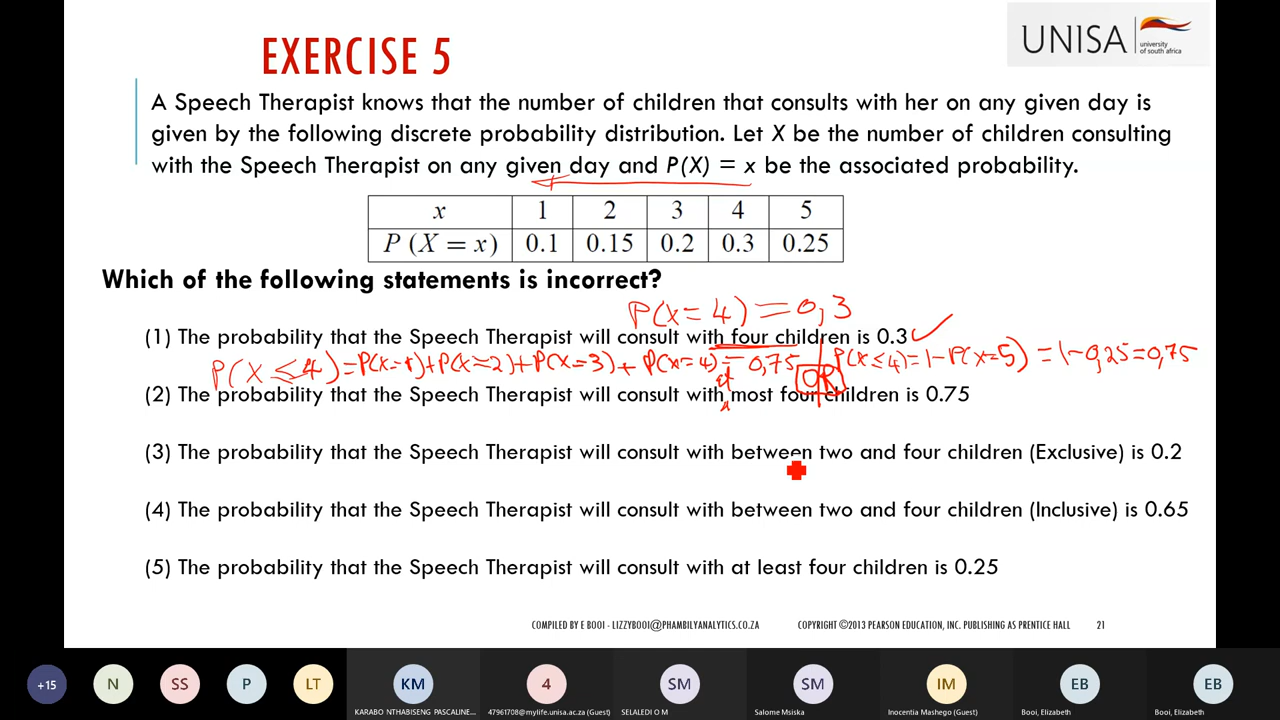 UNISA
university
of south africa
EXERCISE 5
A Speech Therapist knows that the number of children that consults with her on any given day is
given by the following discrete probability distribution. Let X be the number of children consulting
with the Speech Therapist on any given day and P(X) = x be the associated probability.
x 1 2 3 4 5
P (X = x) 0.1 0.15 0.2 0.3 0.25
Which of the following statements is incorrect?
P(X=4)=0,3
(1) The probability that the Speech Therapist will consult with four children is 0.3
P(X≤4)=P(X=1)+P(X=2)+P(X=3)+P(X=4)=0,75 OR P(X≤4)=1-P(X=5)=1-0,25=0,75
at
(2) The probability that the Speech Therapist will consult with most four children is 0.75
(3) The probability that the Speech Therapist will consult with between two and four children (Exclusive) is 0.2
(4) The probability that the Speech Therapist will consult with between two and four children (Inclusive) is 0.65
(5) The probability that the Speech Therapist will consult with at least four children is 0.25
COMPILED BY E BOOI - LIZZYBOOI@PHAMBILYANALYTICS.CO.ZA COPYRIGHT ©2013 PEARSON EDUCATION, INC. PUBLISHING AS PRENTICE HALL 21
+15 N SS P LT KM 4 SM SM IM EB EB
KARABO NTHABISENG PASCALINE... 47961708@mylife.unisa.ac.za (Guest) SELALEDI O M Salome Msiska Inocentia Mashego (Guest) Booi, Elizabeth Booi, Elizabeth